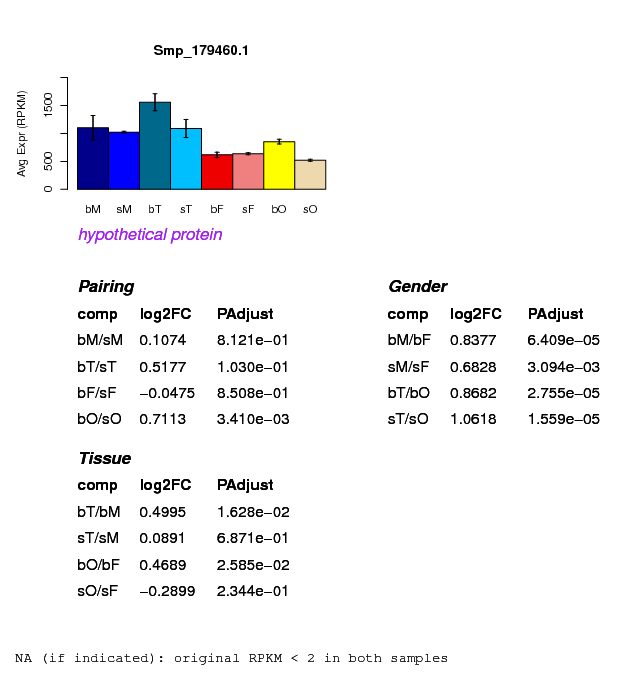 Smp_179460.1
Avg Expr (RPKM)
1500
500
0
bM sM bT sT bF sF bO sO
hypothetical protein
Pairing
comp log2FC PAdjust
bM/sM 0.1074 8.121e−01
bT/sT 0.5177 1.030e−01
bF/sF −0.0475 8.508e−01
bO/sO 0.7113 3.410e−03
Gender
comp log2FC PAdjust
bM/bF 0.8377 6.409e−05
sM/sF 0.6828 3.094e−03
bT/bO 0.8682 2.755e−05
sT/sO 1.0618 1.559e−05
Tissue
comp log2FC PAdjust
bT/bM 0.4995 1.628e−02
sT/sM 0.0891 6.871e−01
bO/bF 0.4689 2.585e−02
sO/sF −0.2899 2.344e−01
NA (if indicated): original RPKM < 2 in both samples